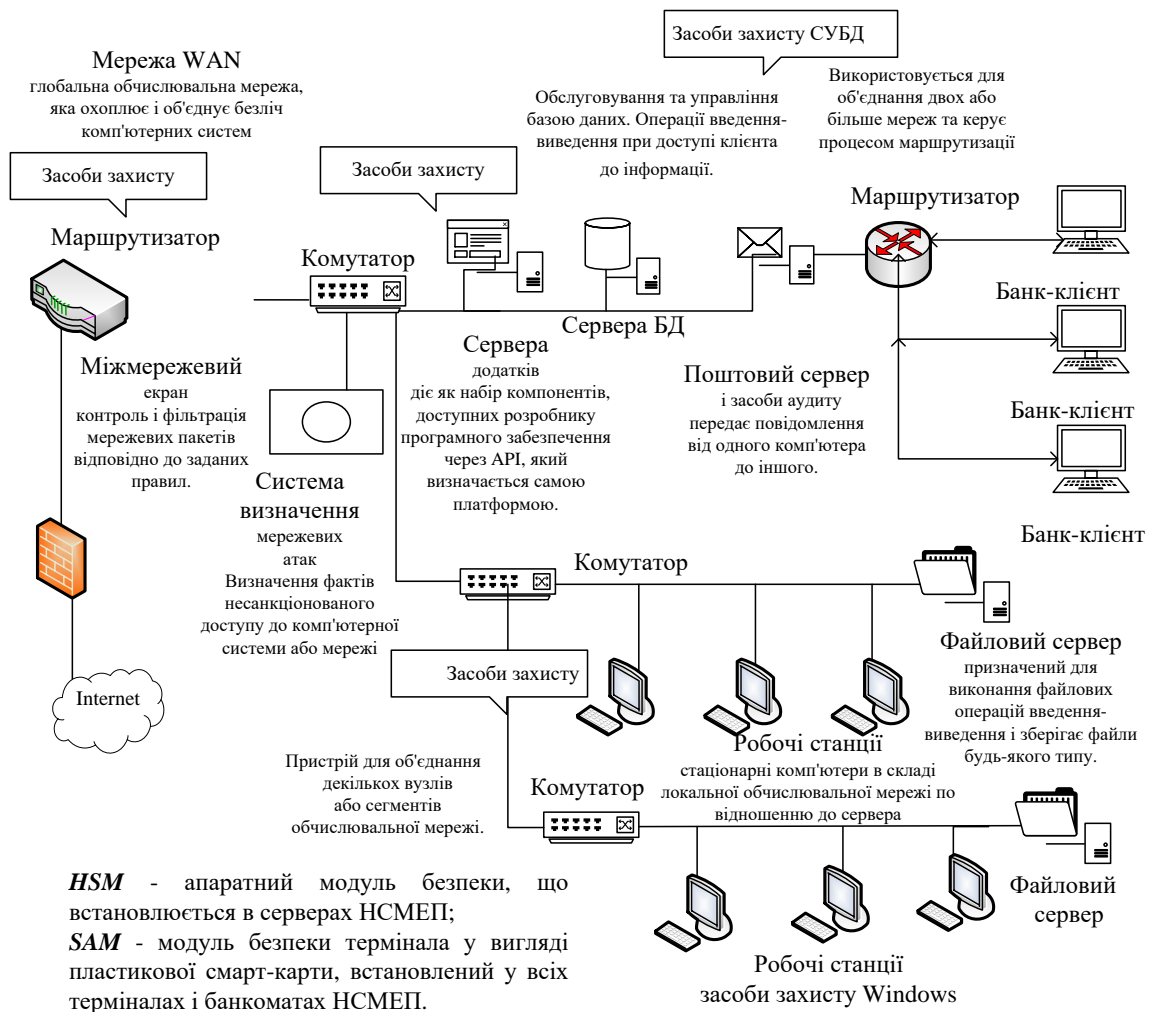 Засоби захисту СУБД
Мережа WAN
глобальна обчислювальна мережа,
яка охоплює і об'єднує безліч
комп'ютерних систем
Обслуговування та управління
базою даних. Операції введення-
виведення при доступі клієнта
до інформації.
Використовується для
об'єднання двох або
більше мереж та керує
процесом маршрутизації
Засоби захисту
Засоби захисту
Маршрутизатор
Маршрутизатор
Комутатор
Банк-клієнт
Сервера БД
Міжмережевий
екран
контроль і фільтрація
мережевих пакетів
відповідно до заданих
правил.
Сервера
додатків
діє як набір компонентів,
доступних розробнику
програмного забезпечення
через API, який
визначається самою
платформою.
Поштовий сервер
і засоби аудиту
передає повідомлення
від одного комп'ютера
до іншого.
Банк-клієнт
Система
визначення
мережевих
атак
Визначення фактів
несанкціонованого
доступу до комп'ютерної
системи або мережі
Банк-клієнт
Комутатор
Файловий сервер
призначений для
виконання файлових
операцій введення-
виведення і зберігає файли
будь-якого типу.
Засоби захисту
Internet
Робочі станції
стаціонарні комп'ютери в складі
локальної обчислювальної мережі по
відношенню до сервера
Пристрій для об'єднання
декількох вузлів
або сегментів
обчислювальної мережі.
Комутатор
Файловий
сервер
HSM - апаратний модуль безпеки, що
встановлюється в серверах НСМЕП;
SAM - модуль безпеки термінала у вигляді
пластикової смарт-карти, встановлений у всіх
терміналах і банкоматах НСМЕП.
Робочі станції
засоби захисту Windows